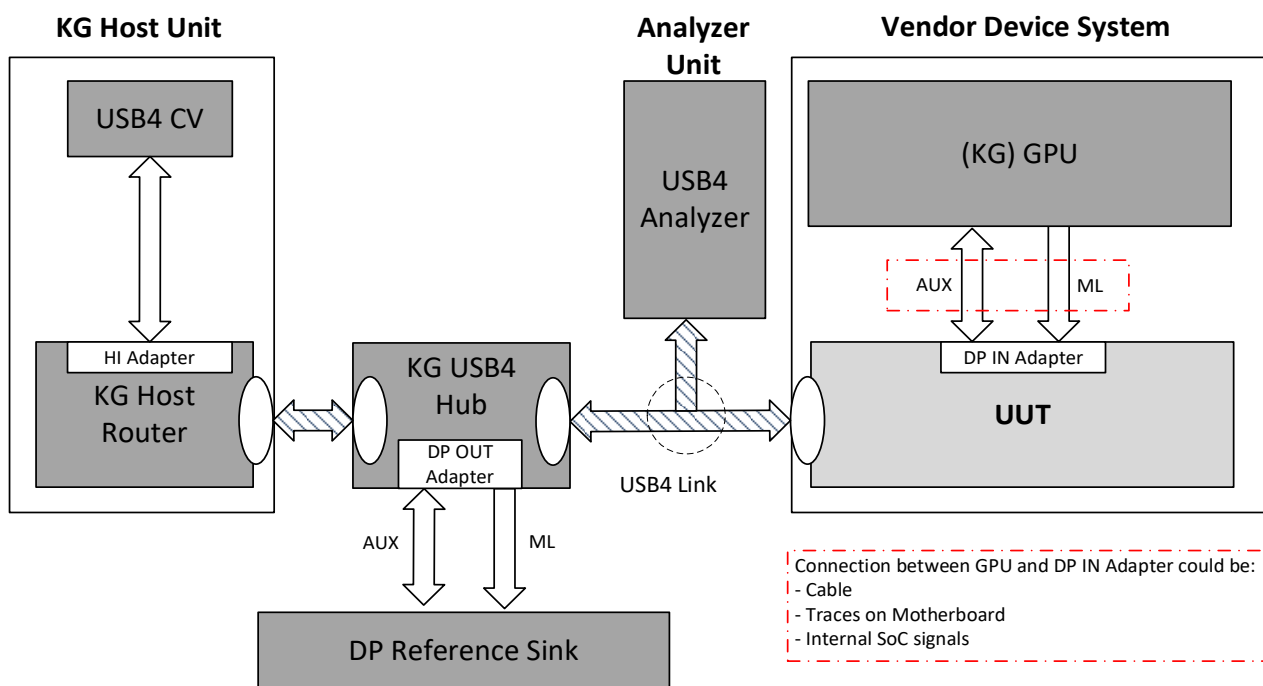 KG Host Unit
USB4 CV
HI Adapter
KG Host
Router
KG USB4
Hub
DP OUT
Adapter
AUX
ML
DP Reference Sink
Analyzer
Unit
USB4
Analyzer
USB4 Link
Vendor Device System
(KG) GPU
AUX
ML
DP IN Adapter
UUT
Connection between GPU and DP IN Adapter could be:
- Cable
- Traces on Motherboard
- Internal SoC signals